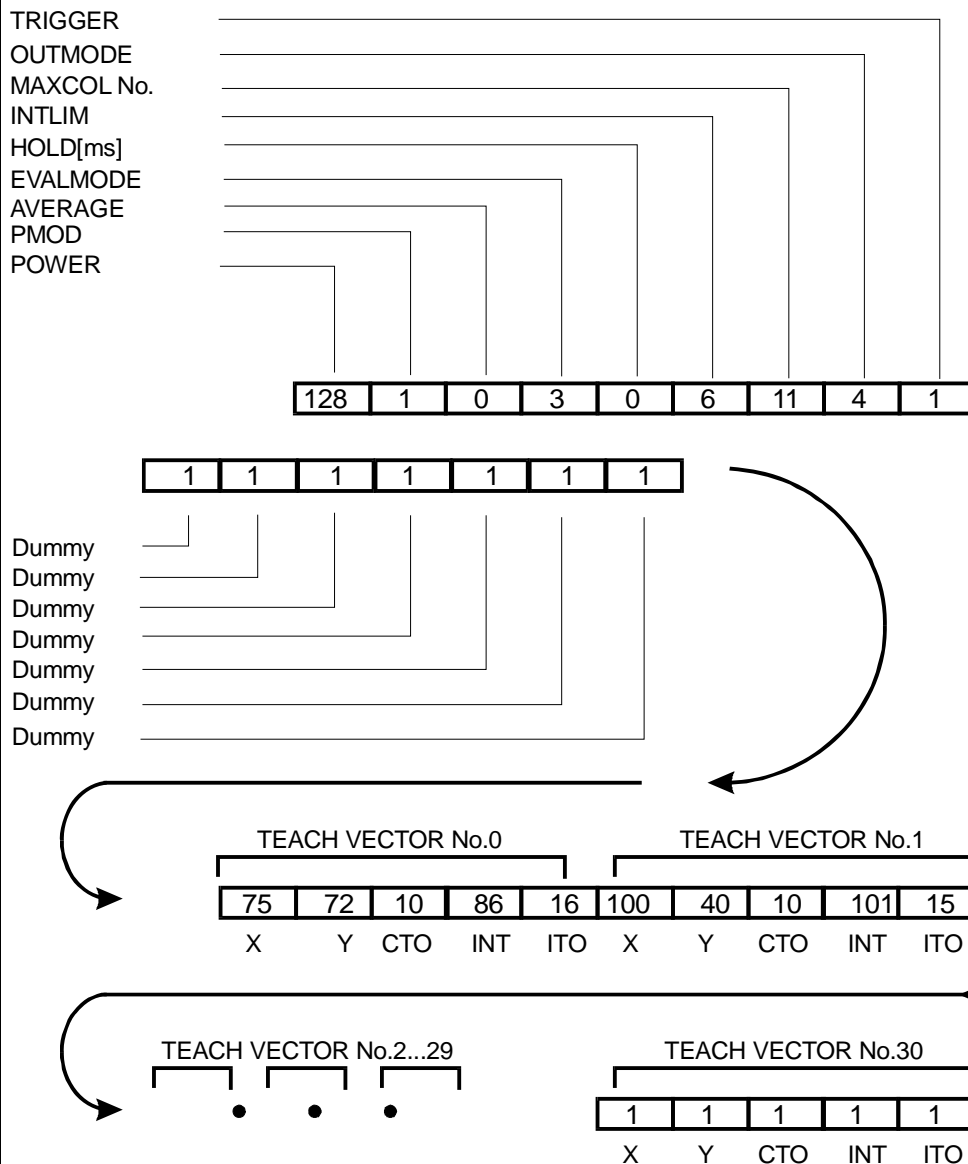 TRIGGER
OUTMODE
MAXCOL No.
INTLIM
HOLD[ms]
EVALMODE
AVERAGE
PMOD
POWER
128 1 0 3 0 6 11 4 1
1 1 1 1 1 1 1
Dummy
Dummy
Dummy
Dummy
Dummy
Dummy
Dummy
TEACH VECTOR No.0 TEACH VECTOR No.1
75 72 10 86 16 100 40 10 101 15
X Y CTO INT ITO X Y CTO INT ITO
TEACH VECTOR No.2...29 TEACH VECTOR No.30
1 1 1 1 1
X Y CTO INT ITO